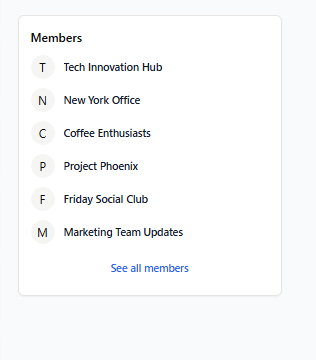 Members
T Tech Innovation Hub
N New York Office
C Coffee Enthusiasts
P Project Phoenix
F Friday Social Club
M Marketing Team Updates
See all members